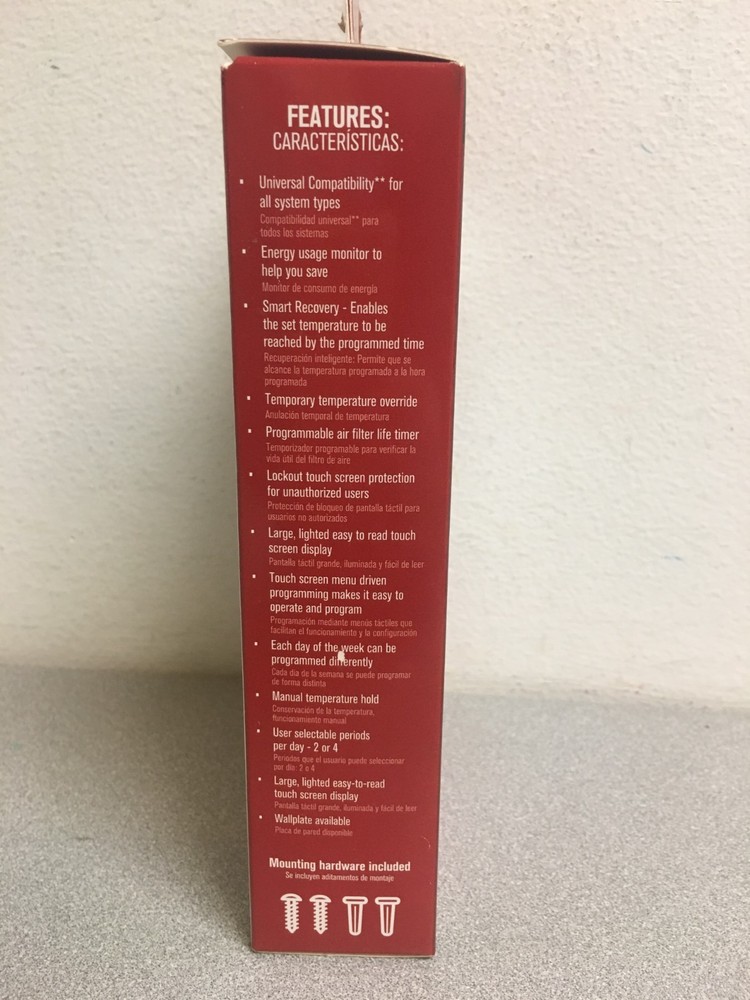 FEATURES:
CARACTERÍSTICAS:
• Universal Compatibility** for
all system types
Compatibilidad universal** para
todos los sistemas
• Energy usage monitor to
help you save
Monitor de consumo de energía
• Smart Recovery - Enables
the set temperature to be
reached by the programmed time
Recuperación inteligente: Permite que se
alcance la temperatura programada a la hora
programada
• Temporary temperature override
Anulación temporal de temperatura
• Programmable air filter life timer
Temporizador programable para verificar la
vida útil del filtro de aire
• Lockout touch screen protection
for unauthorized users
Protección de bloqueo de pantalla táctil para
usuarios no autorizados
• Large, lighted easy to read touch
screen display
Pantalla táctil grande, iluminada y fácil de leer
• Touch screen menu driven
programming makes it easy to
operate and program
Programación mediante menús táctiles que
facilitan el funcionamiento y la configuración
• Each day of the week can be
programmed differently
Cada día de la semana se puede programar
de forma distinta
• Manual temperature hold
Conservación de la temperatura,
funcionamiento manual
• User selectable periods
per day - 2 or 4
Periodos que el usuario puede seleccionar
por día: 2 o 4
• Large, lighted easy-to-read
touch screen display
Pantalla táctil grande, iluminada y fácil de leer
• Wallplate available
Placa de pared disponible
Mounting hardware included
Se incluyen aditamentos de montaje